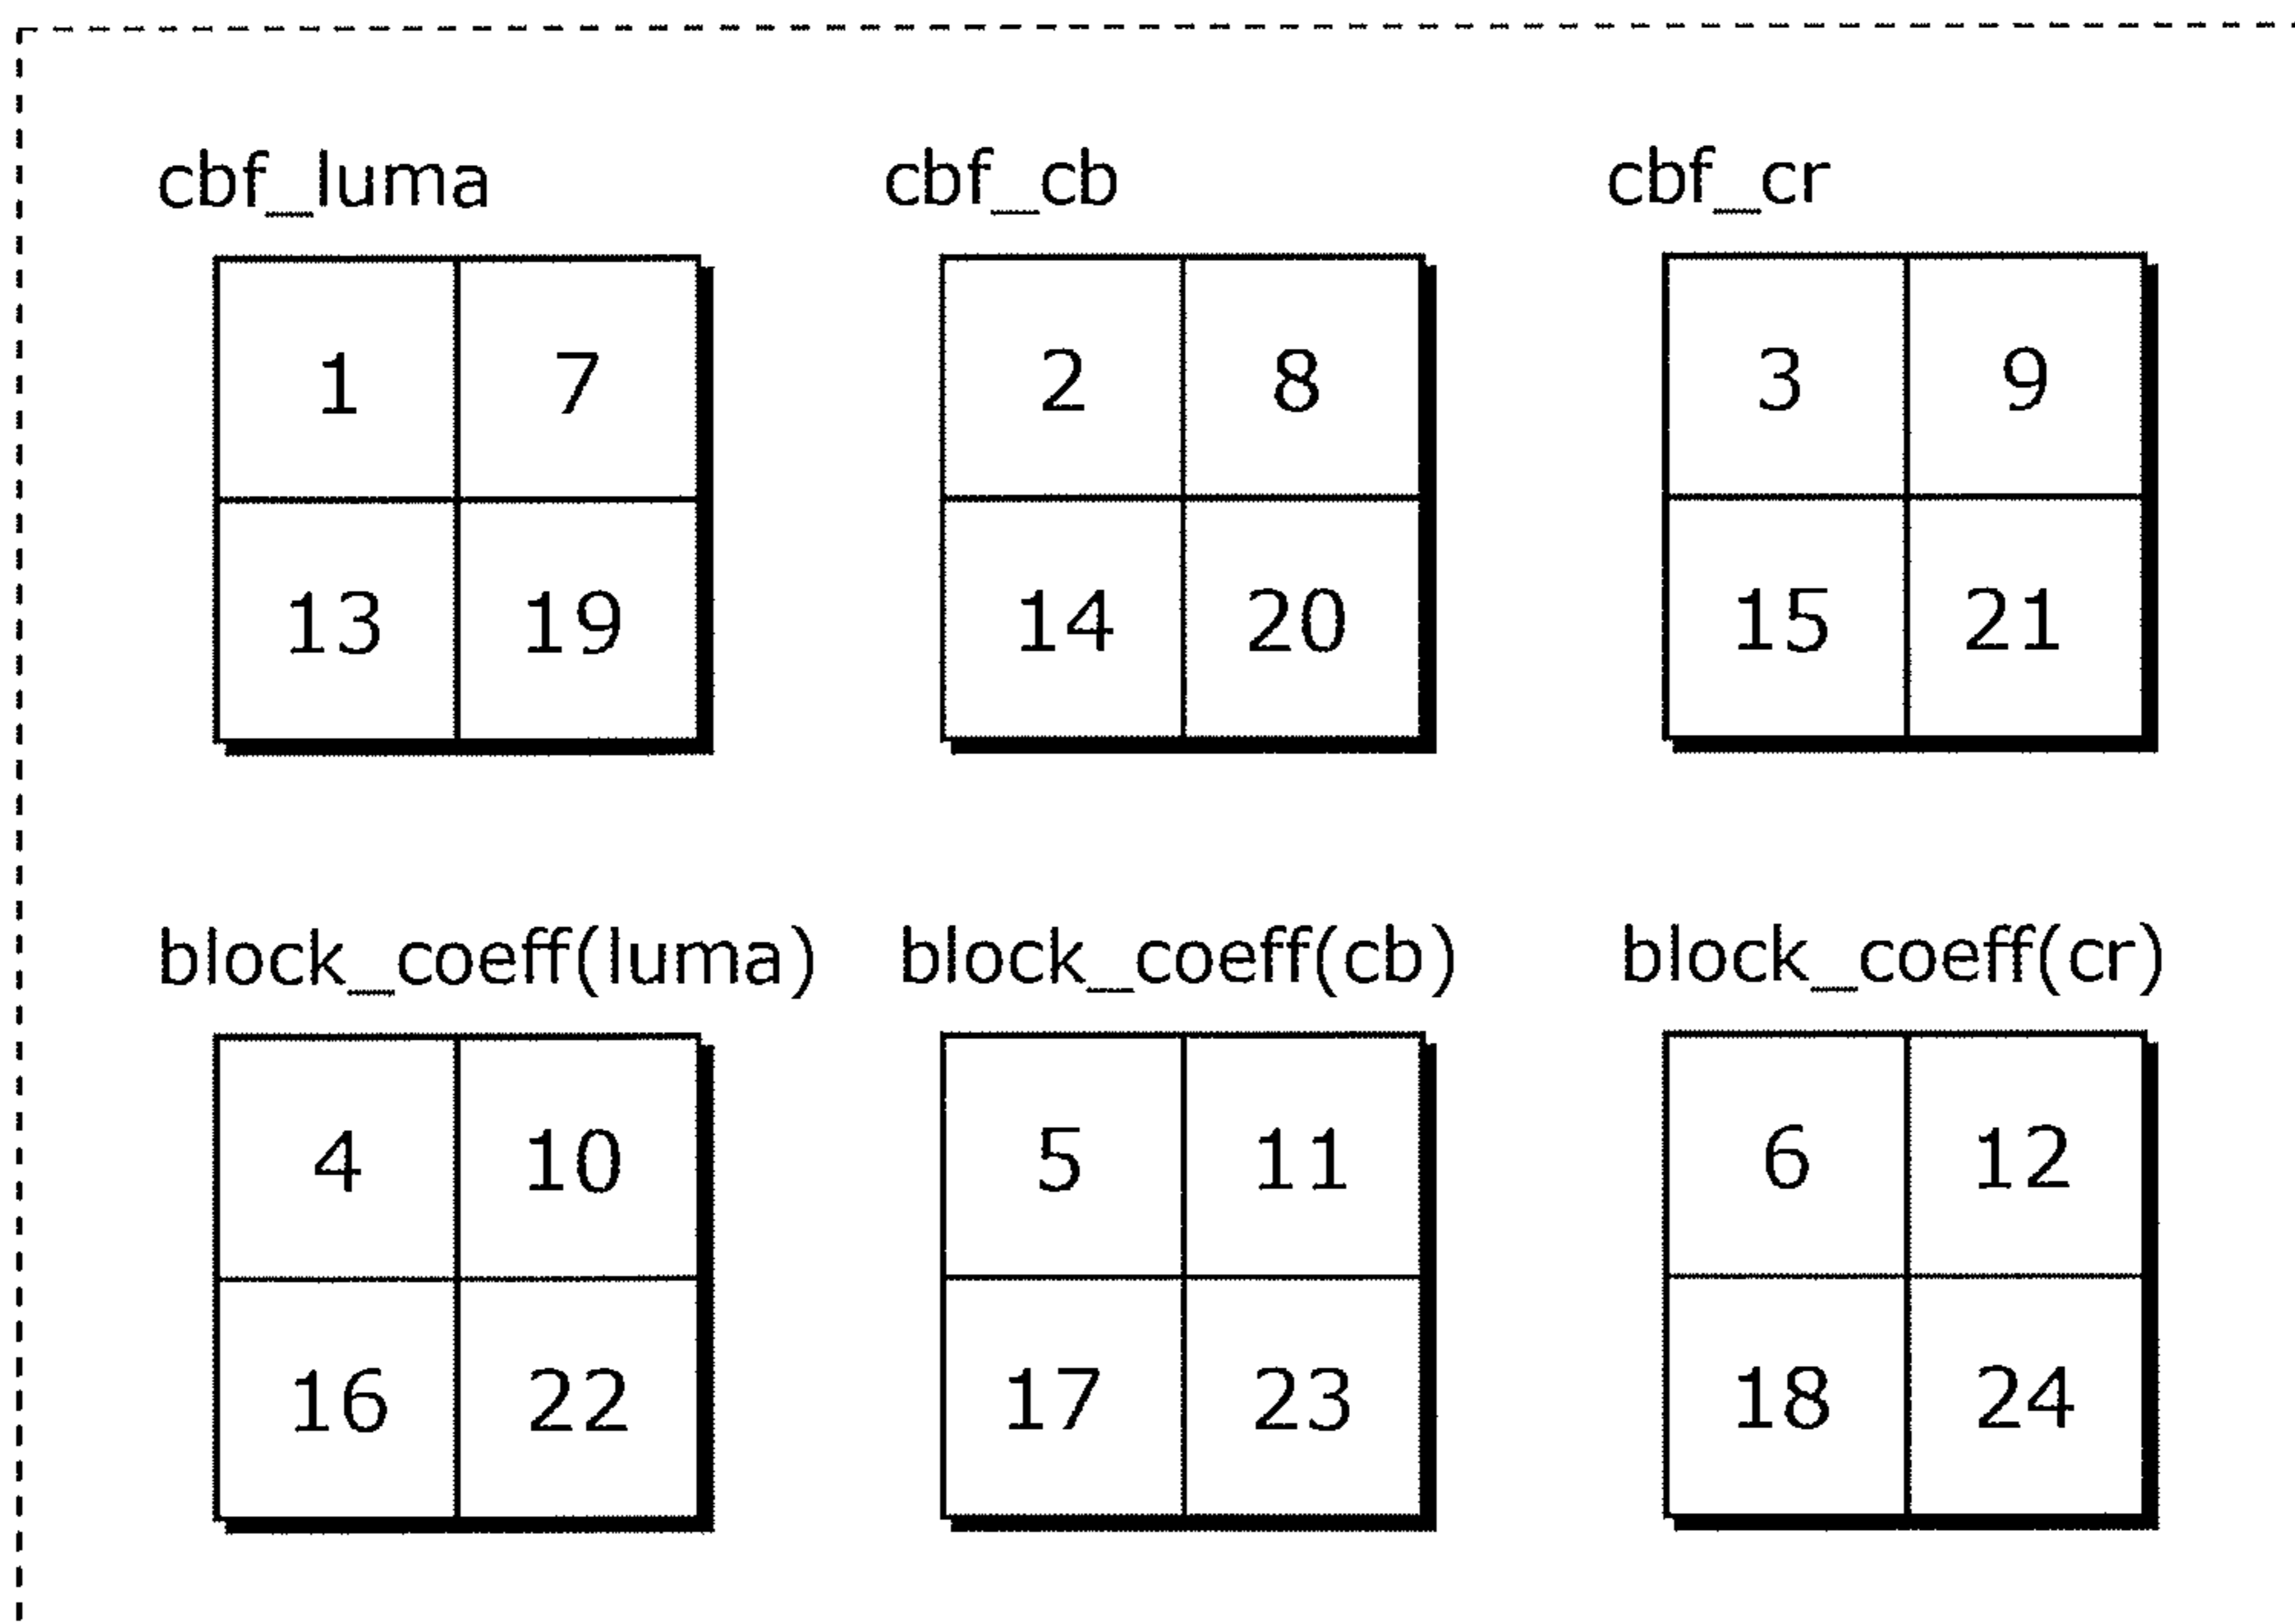 cbf_luma cbf_cb cbf_cr
1 7 2 8 3 9
13 19 14 20 15 21
block_coeff(luma) block_coeff(cb) block_coeff(cr)
4 10 5 11 6 12
16 22 17 23 18 24